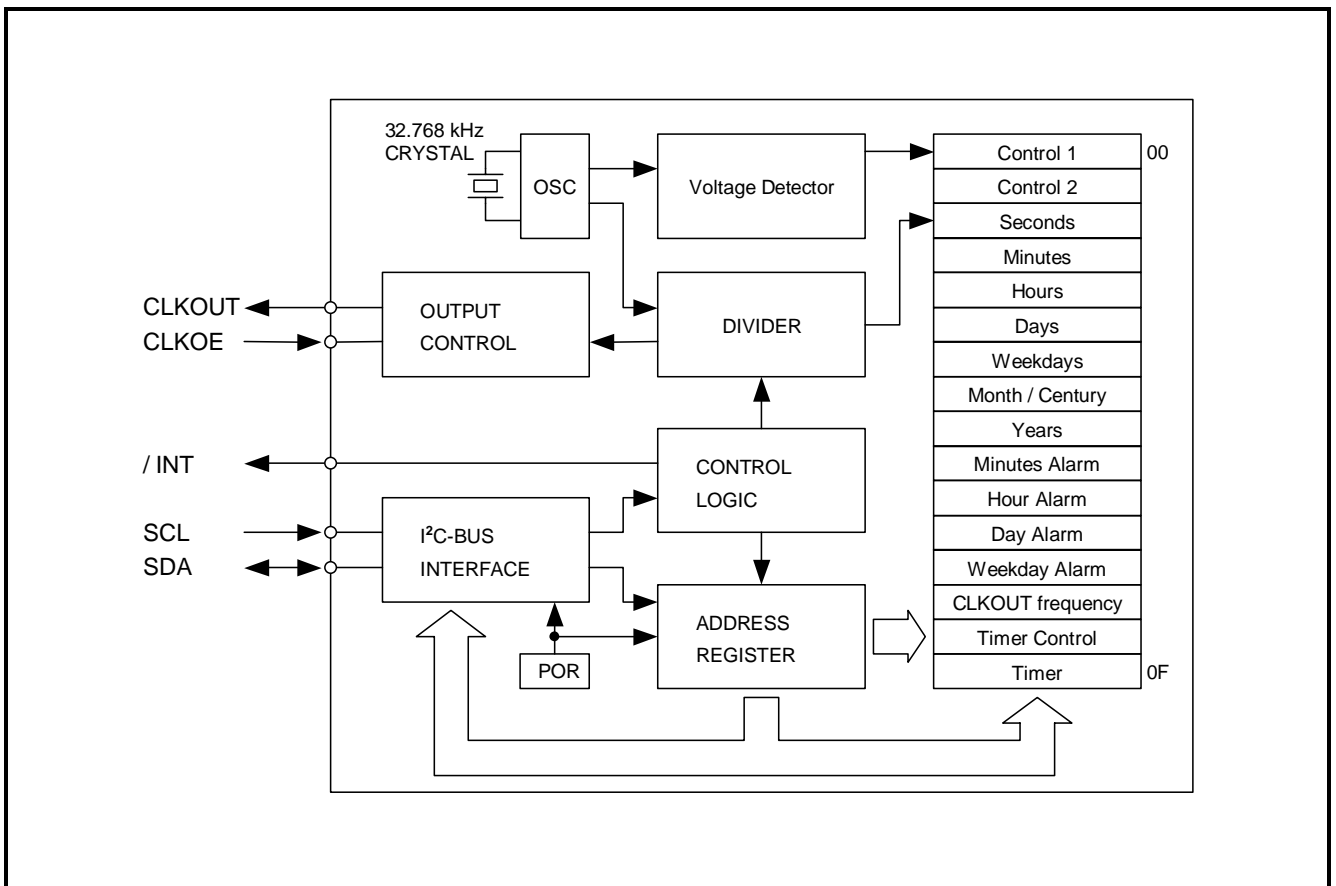 32.768 kHz
CRYSTAL
OSC
Voltage Detector
Control 1
00
Control 2
Seconds
Minutes
Hours
Days
Weekdays
Month / Century
Years
Minutes Alarm
Hour Alarm
Day Alarm
Weekday Alarm
CLKOUT frequency
Timer Control
Timer
0F
CLKOUT
CLKOE
OUTPUT
CONTROL
DIVIDER
/ INT
CONTROL
LOGIC
SCL
SDA
I²C-BUS
INTERFACE
ADDRESS
REGISTER
POR